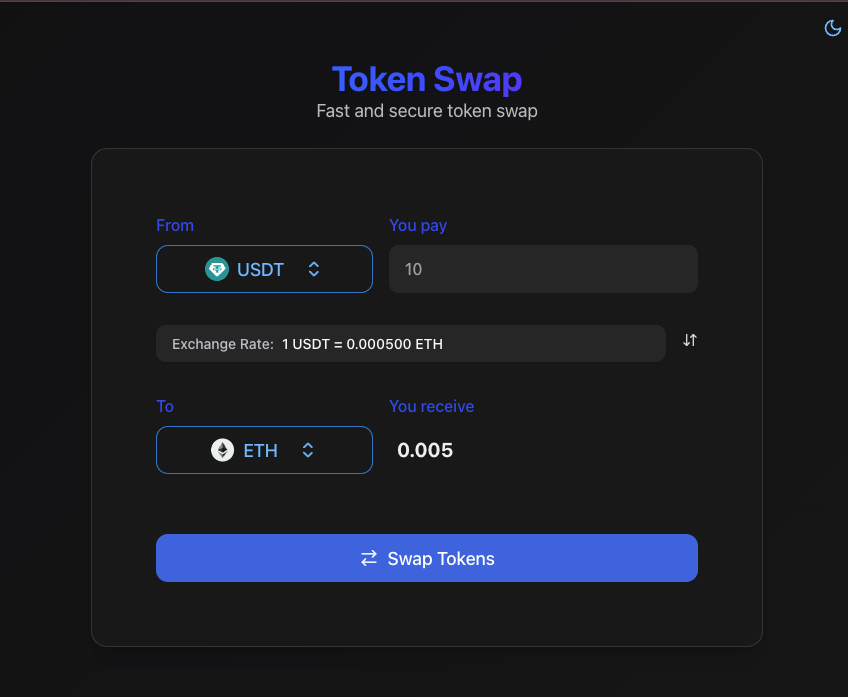 Token Swap
Fast and secure token swap
From
You pay
USDT
10
Exchange Rate: 1 USDT = 0.000500 ETH
To
You receive
ETH
0.005
Swap Tokens